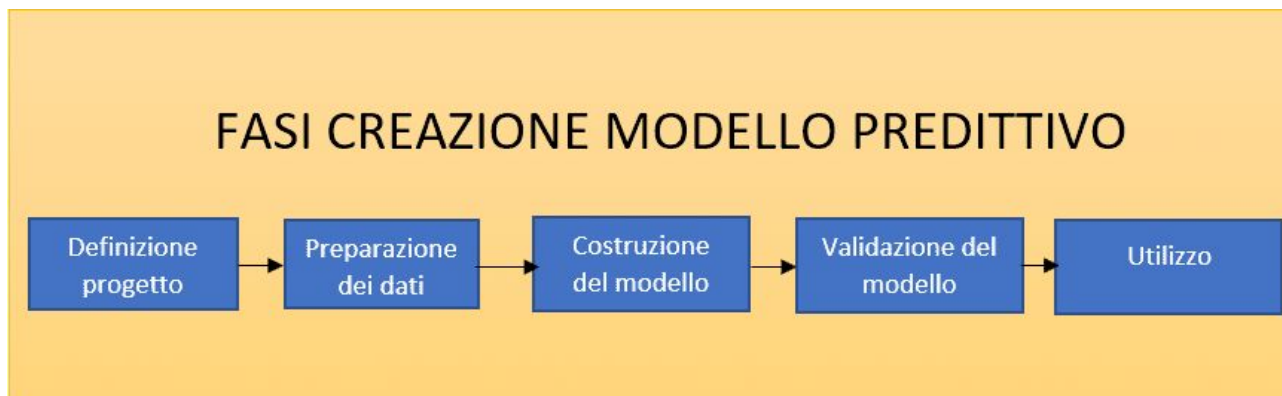 FASI CREAZIONE MODELLO PREDITTIVO
Definizione
progetto
Preparazione
dei dati
Costruzione
del modello
Validazione del
modello
Utilizzo